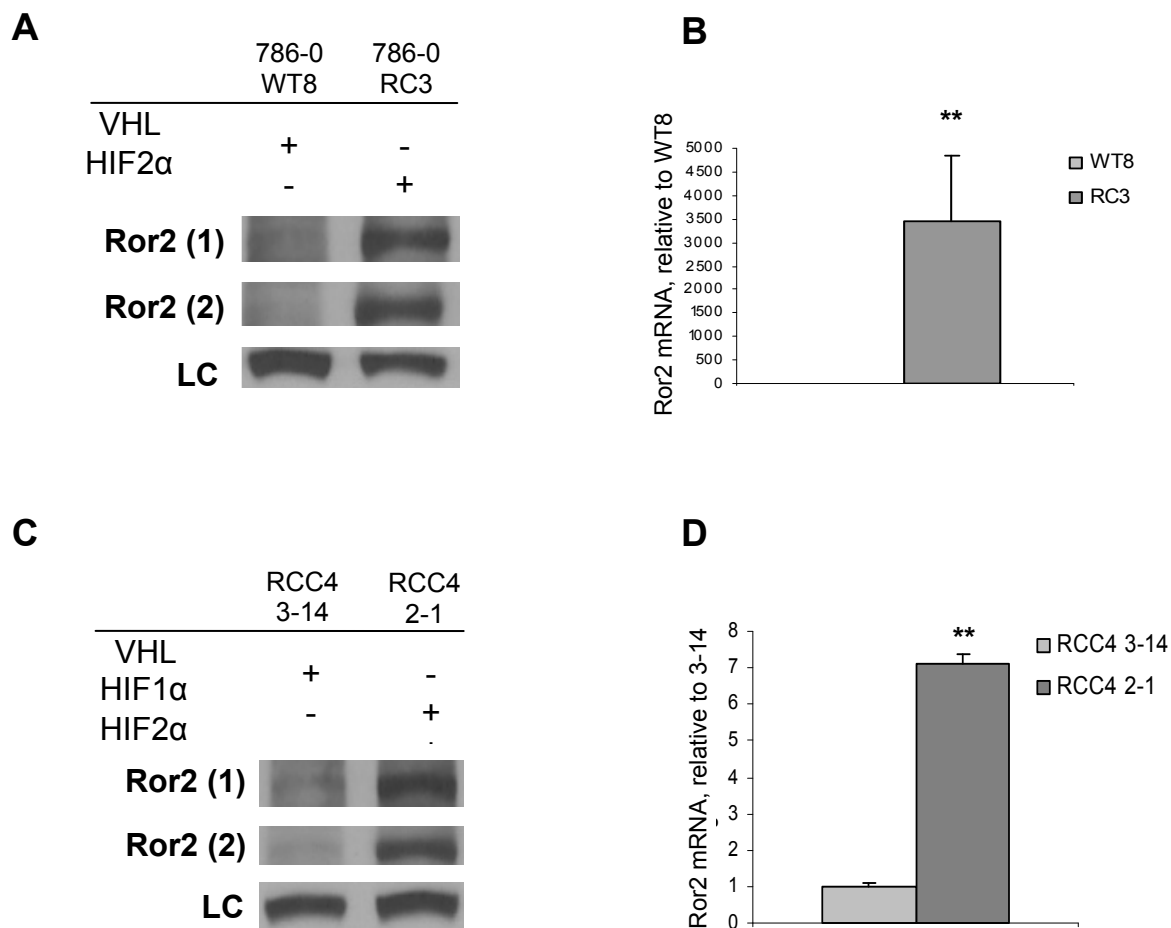 A
786-0 786-0
WT8 RC3
VHL
HIF2α
+ -
- +
Ror2 (1)
Ror2 (2)
LC
B
**
Ror2 mRNA, relative to WT8
5000
4500
4000
3500
3000
2500
2000
1500
1000
500
0
WT8
RC3
C
RCC4 RCC4
3-14 2-1
VHL
HIF1α
HIF2α
+ -
- +
Ror2 (1)
Ror2 (2)
LC
D
**
Ror2 mRNA, relative to 3-14
8
7
6
5
4
3
2
1
0
RCC4 3-14
RCC4 2-1